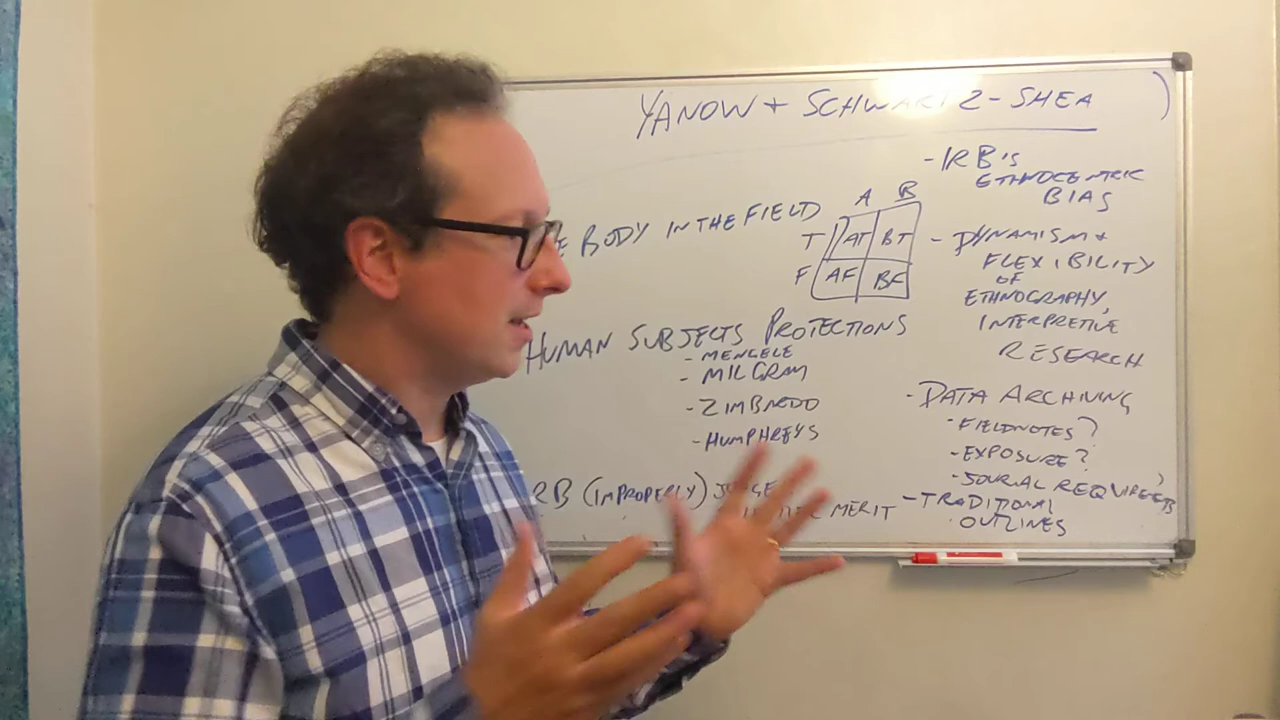 YANOW + SCHWARTZ-SHEA )
BODY IN THE FIELD
A B
T AT BT
F AF BF
HUMAN SUBJECTS PROTECTIONS
- MENGELE
- MILGRAM
- ZIMBARDO
- HUMPHREYS
RB (IMPROPERLY) JUDGE
MERIT
- IRB'S
ETHNOCENTRIC
BIAS
- DYNAMISM +
FLEXIBILITY
OF
ETHNOGRAPHY,
INTERPRETIVE
RESEARCH
- DATA ARCHIVING
- FIELDNOTES?
- EXPOSURE?
- JOURNAL REQUIREMENTS?
- TRADITIONAL
OUTLINES